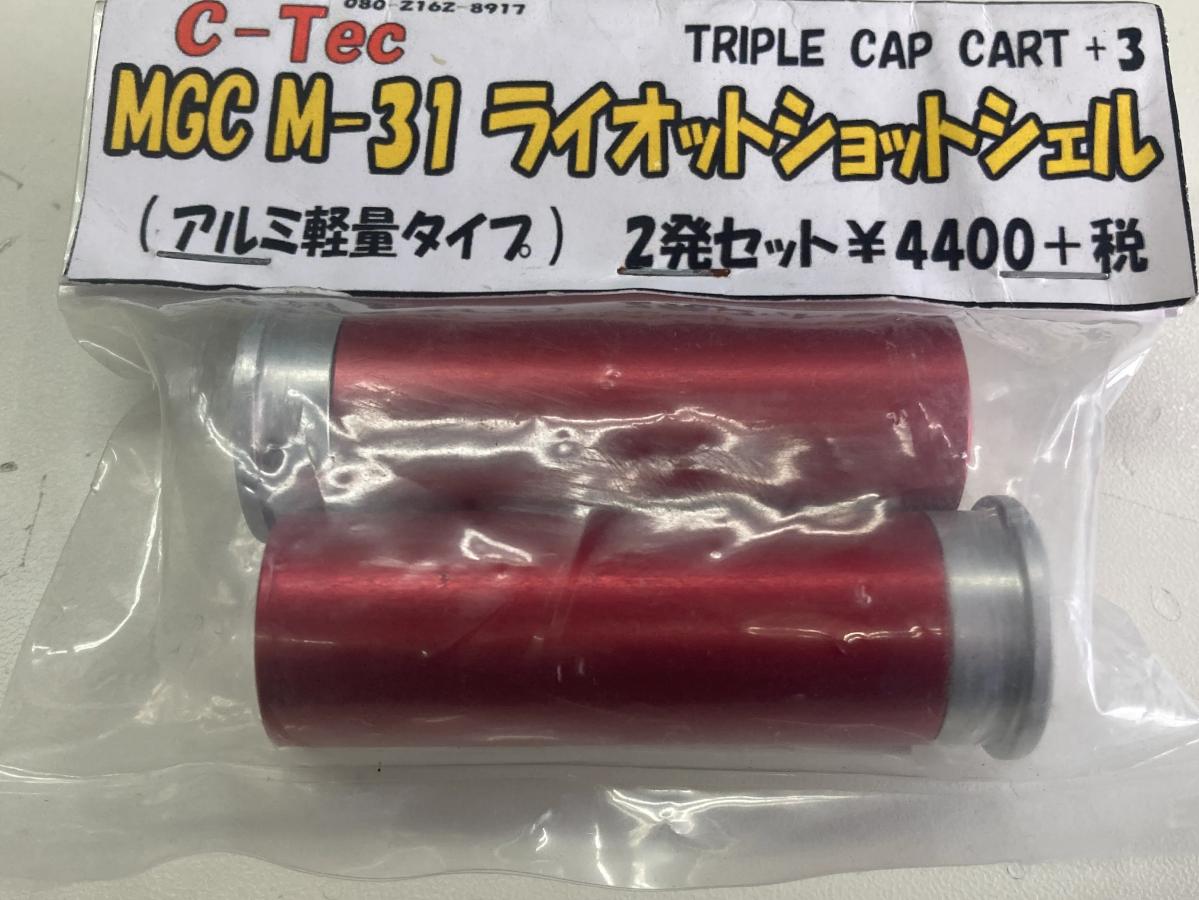 080-2162-8917
C-Tec
TRIPLE CAP CART +3
MGC M-31 ライオットショットシェル
(アルミ軽量タイプ) 2発セット¥4400+税